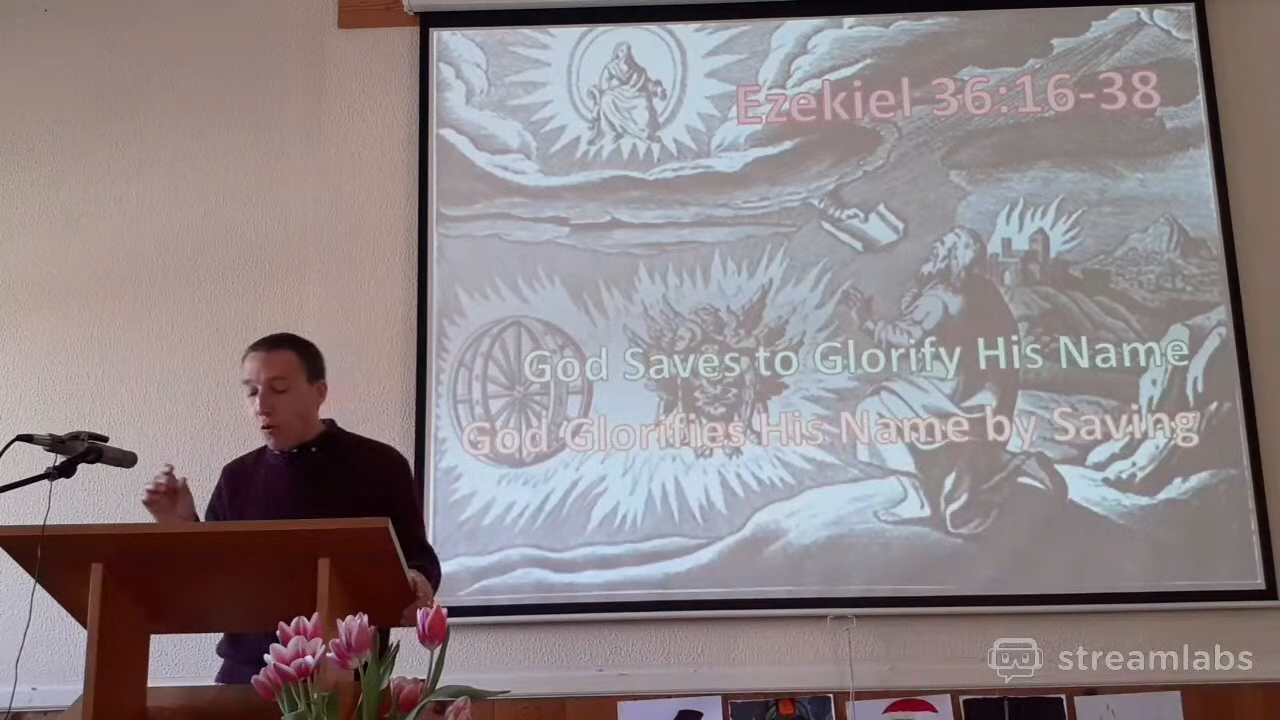 Ezekiel 36:16-38
God Saves to Glorify His Name
God Glorifies His Name by Saving
streamlabs